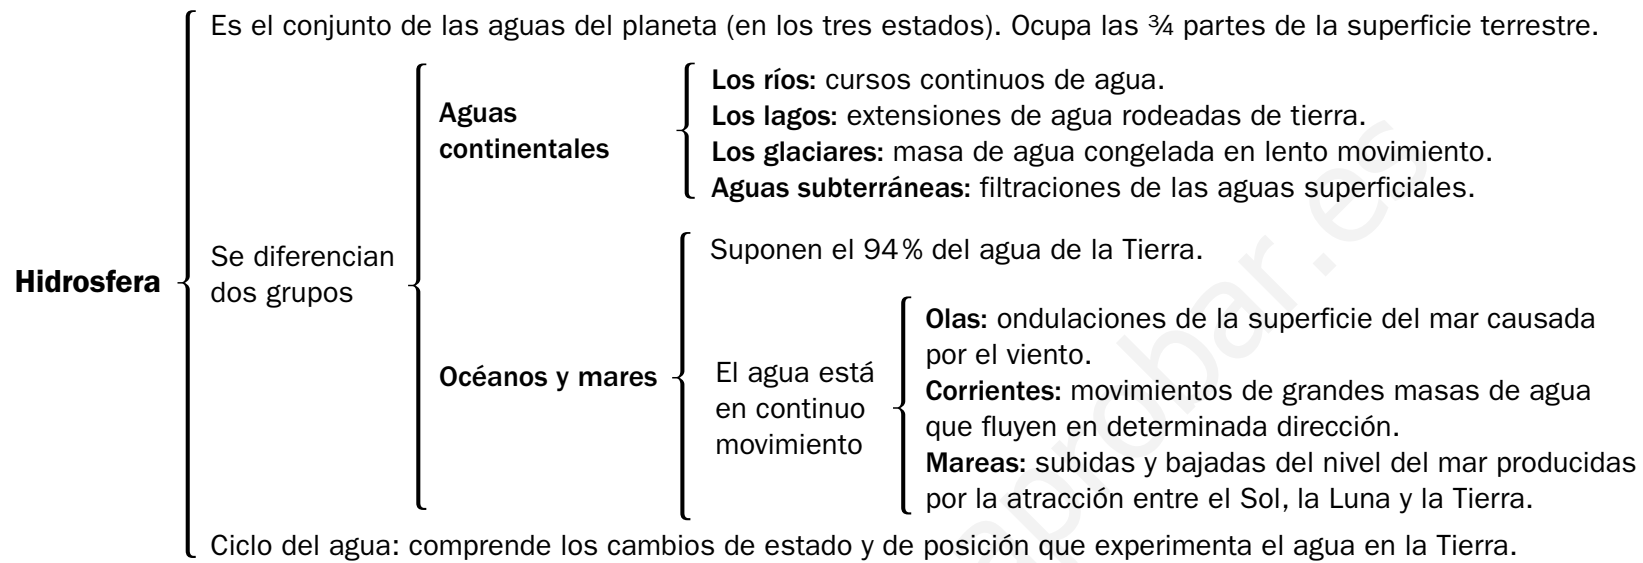 Es el conjunto de las aguas del planeta (en los tres estados). Ocupa las ¾ partes de la superficie terrestre.
Hidrosfera
Se diferencian
dos grupos
Aguas
continentales
Los ríos: cursos continuos de agua.
Los lagos: extensiones de agua rodeadas de tierra.
Los glaciares: masa de agua congelada en lento movimiento.
Aguas subterráneas: filtraciones de las aguas superficiales.
Océanos y mares
Suponen el 94% del agua de la Tierra.
El agua está
en continuo
movimiento
Olas: ondulaciones de la superficie del mar causada
por el viento.
Corrientes: movimientos de grandes masas de agua
que fluyen en determinada dirección.
Mareas: subidas y bajadas del nivel del mar producidas
por la atracción entre el Sol, la Luna y la Tierra.
Ciclo del agua: comprende los cambios de estado y de posición que experimenta el agua en la Tierra.